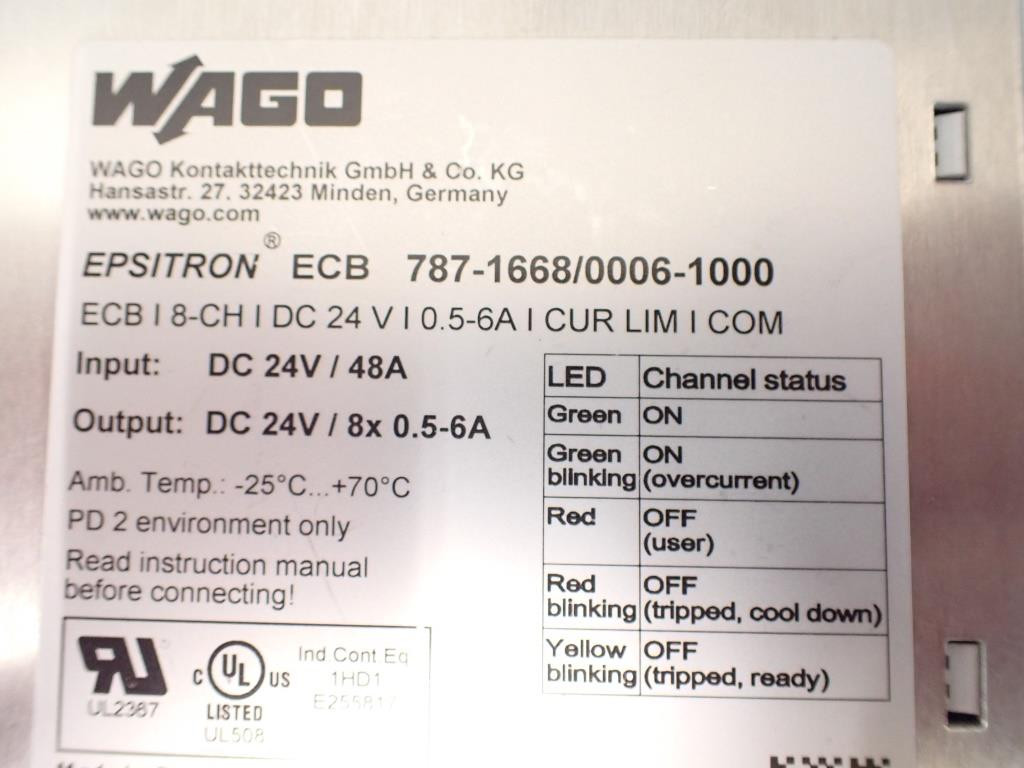 WAGO
WAGO Kontakttechnik GmbH & Co. KG
Hansastr. 27. 32423 Minden, Germany
www.wago.com
EPSITRON® ECB 787-1668/0006-1000
ECB I 8-CH I DC 24 V I 0.5-6A I CUR LIM I COM
Input: DC 24V / 48A
Output: DC 24V / 8x 0.5-6A
Amb. Temp.: -25°C...+70°C
PD 2 environment only
Read instruction manual
before connecting!
LED Channel status
Green ON
Green ON
blinking (overcurrent)
Red OFF
(user)
Red OFF
blinking (tripped, cool down)
Yellow OFF
blinking (tripped, ready)
RU
UL2367
C UL US
LISTED
UL508
Ind.Cont.Eq
1HD1
E255817